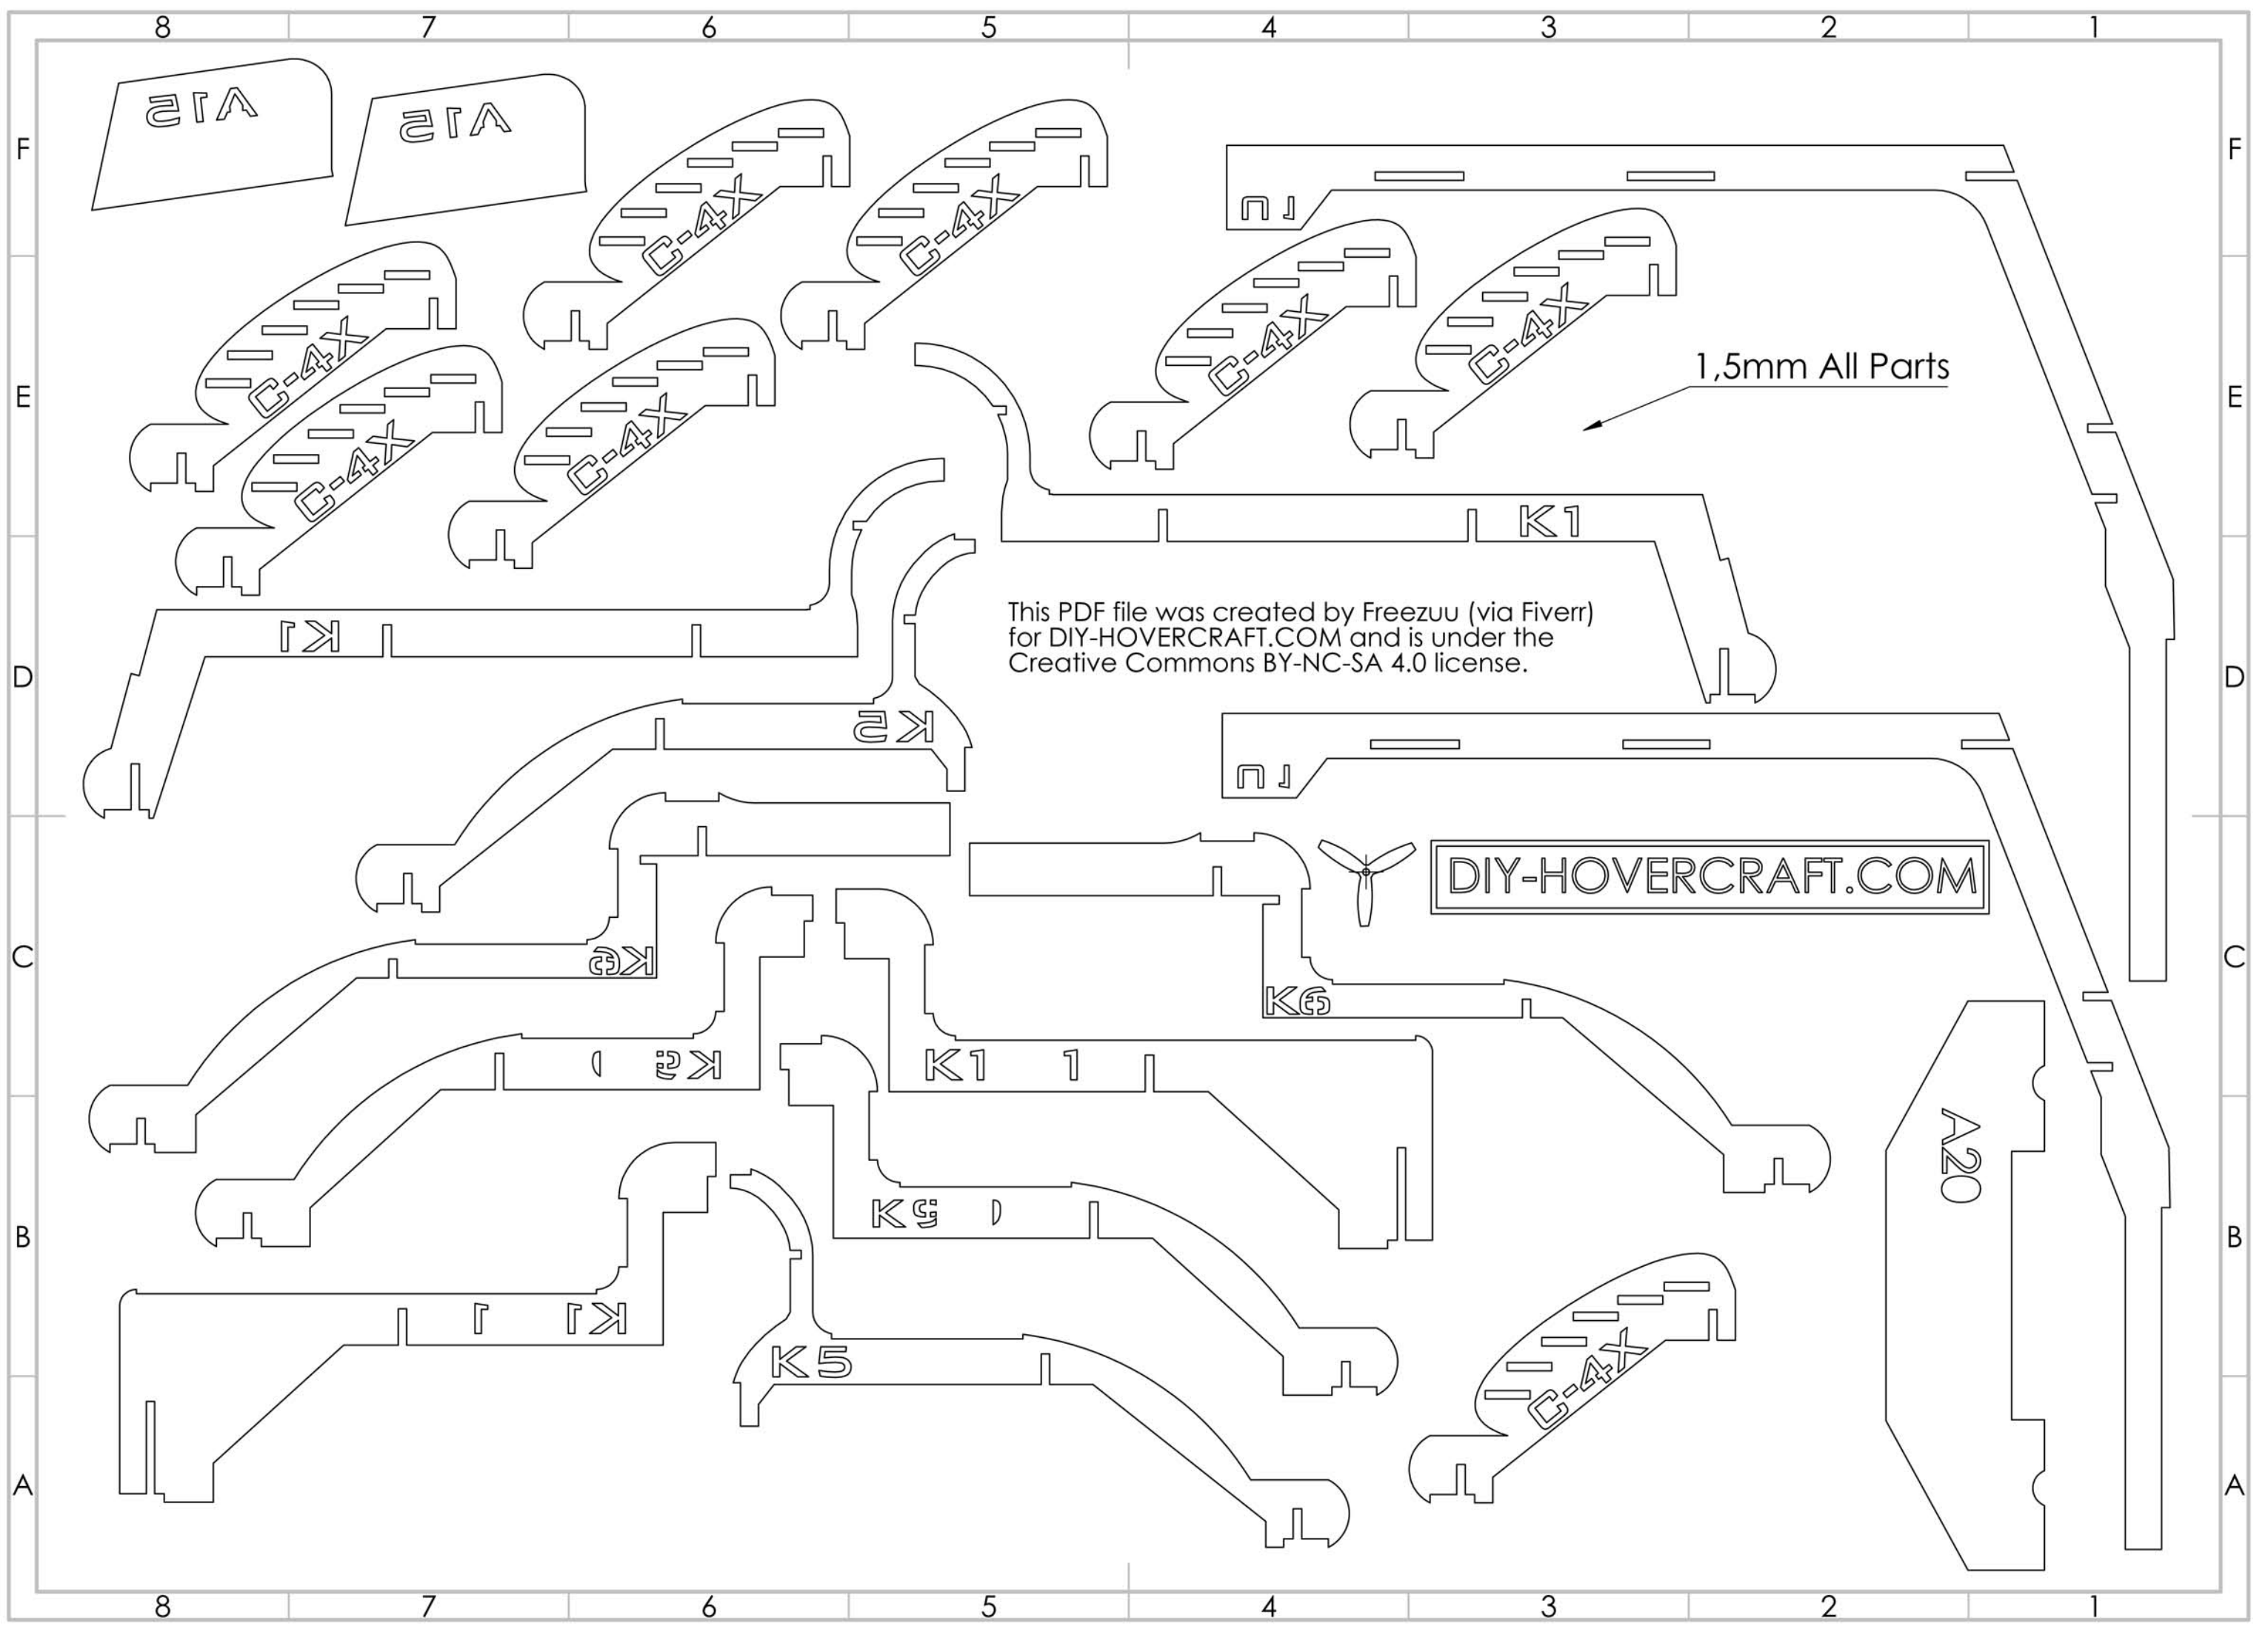 8 7 6 5 4 3 2 1
A15
A15
F
F
C-4X
C-4X
C-4X
C-4X
C-4X
C-4X
C-4X
1,5mm All Parts
E
E
K1
This PDF file was created by Freezuu (via Fiverr)
for DIY-HOVERCRAFT.COM and is under the
Creative Commons BY-NC-SA 4.0 license.
K1
D
D
K5
DIY-HOVERCRAFT.COM
C
C
K6
K6
K1 1
A20
B
B
K1 1
K5
C-4X
A
A
8 7 6 5 4 3 2 1